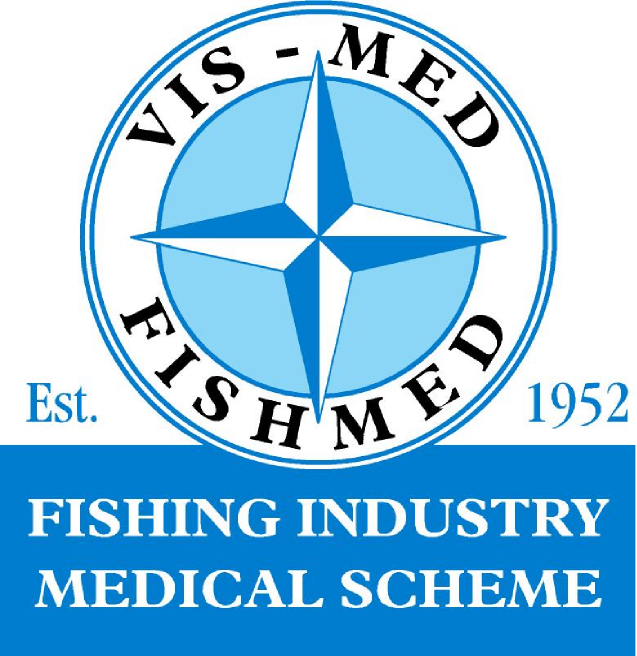 VIS - MED
FISHMED
Est. 1952
FISHING INDUSTRY
MEDICAL SCHEME